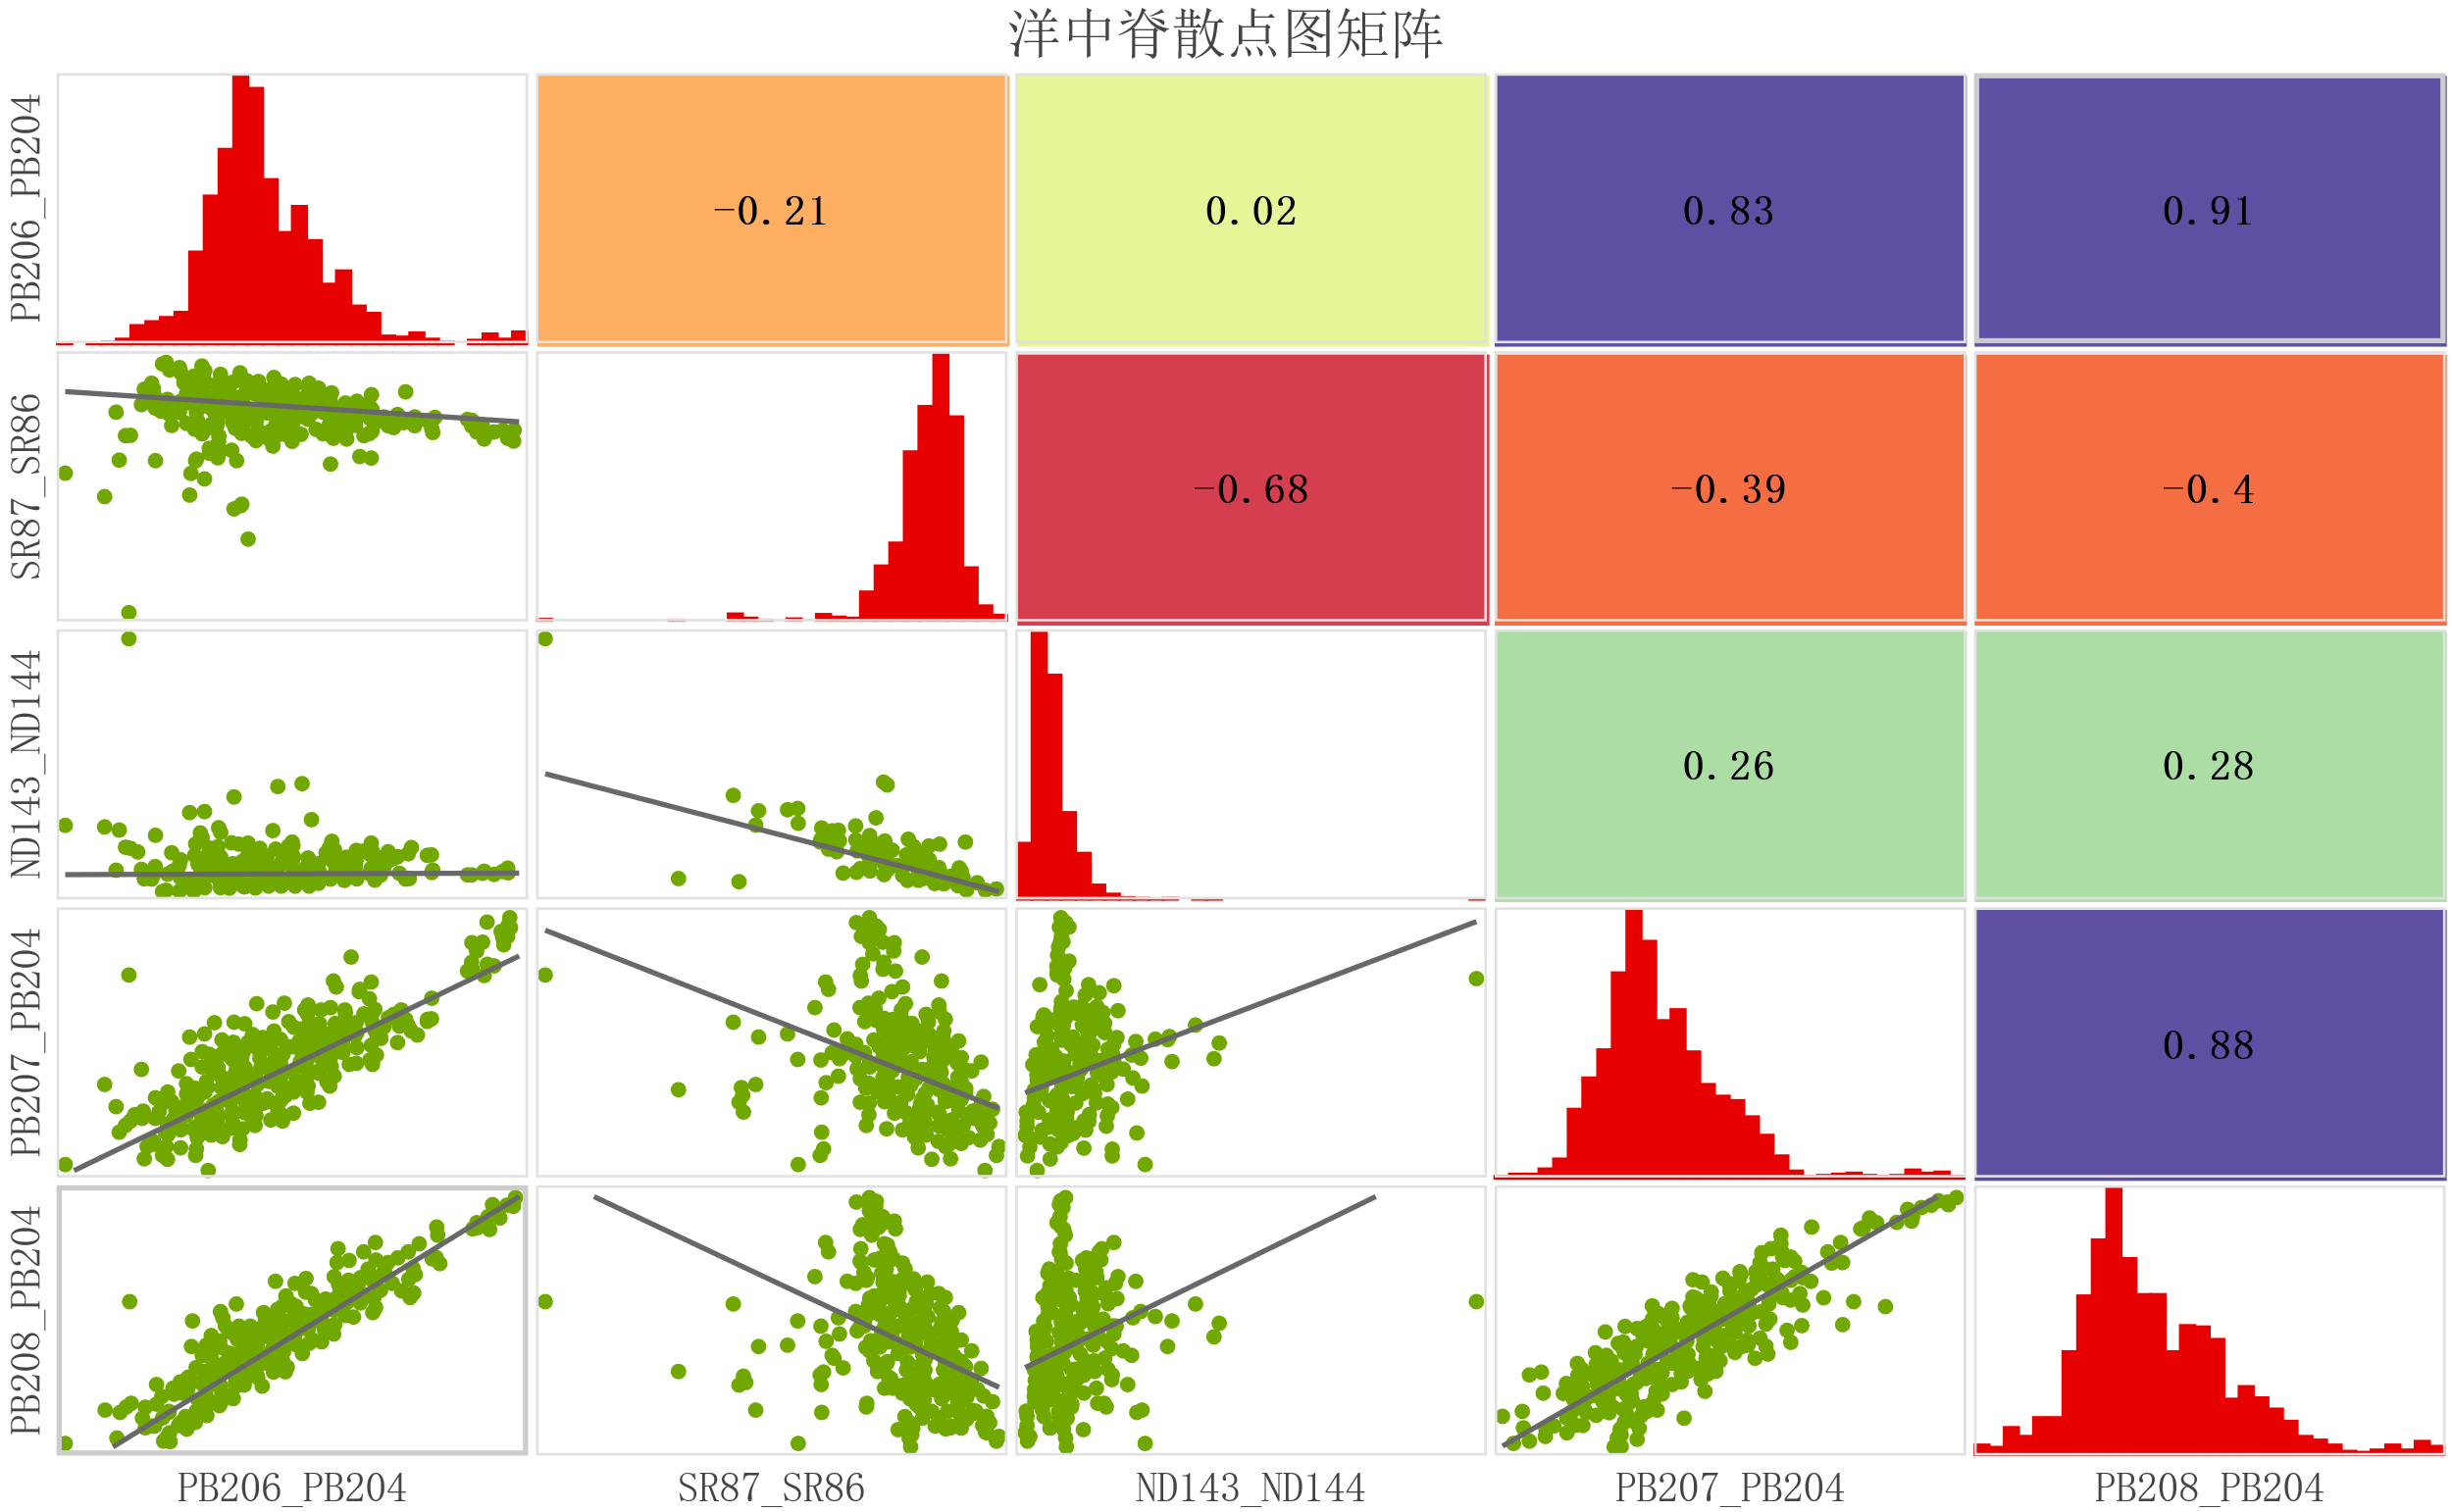 洋中脊散点图矩阵
PB206_PB204
-0.21
0.02
0.83
0.91
SR87_SR86
-0.68
-0.39
-0.4
ND143_ND144
0.26
0.28
PB207_PB204
0.88
PB208_PB204
PB206_PB204
SR87_SR86
ND143_ND144
PB207_PB204
PB208_PB204